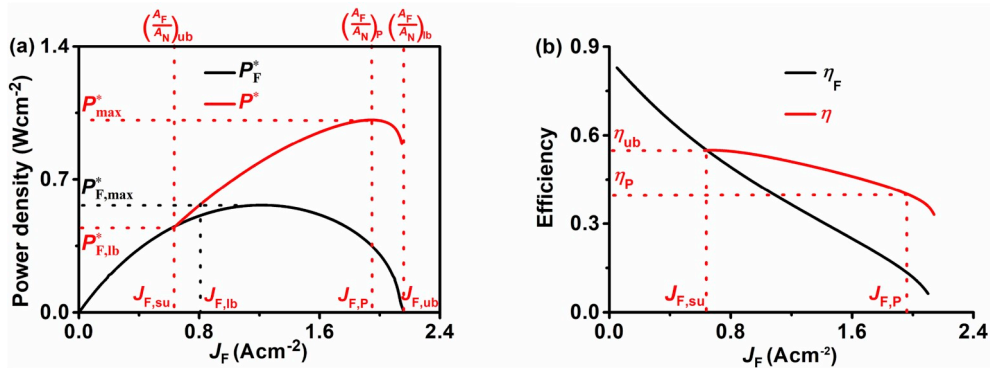 (A_F/A_N)_ub (A_F/A_N)_P (A_F/A_N)_lb
(a)
1.4
P*_F
P*
P*_max
0.7
P*_F,max
P*_F,lb
J_F,su J_F,lb J_F,P J_F,ub
0.0
0.0 0.8 1.6 2.4
Power density (Wcm⁻²)
J_F (Acm⁻²)
(b)
0.9
η_F
η
0.6
η_ub
η_P
0.3
J_F,su J_F,P
0.0
0.0 0.8 1.6 2.4
Efficiency
J_F (Acm⁻²)